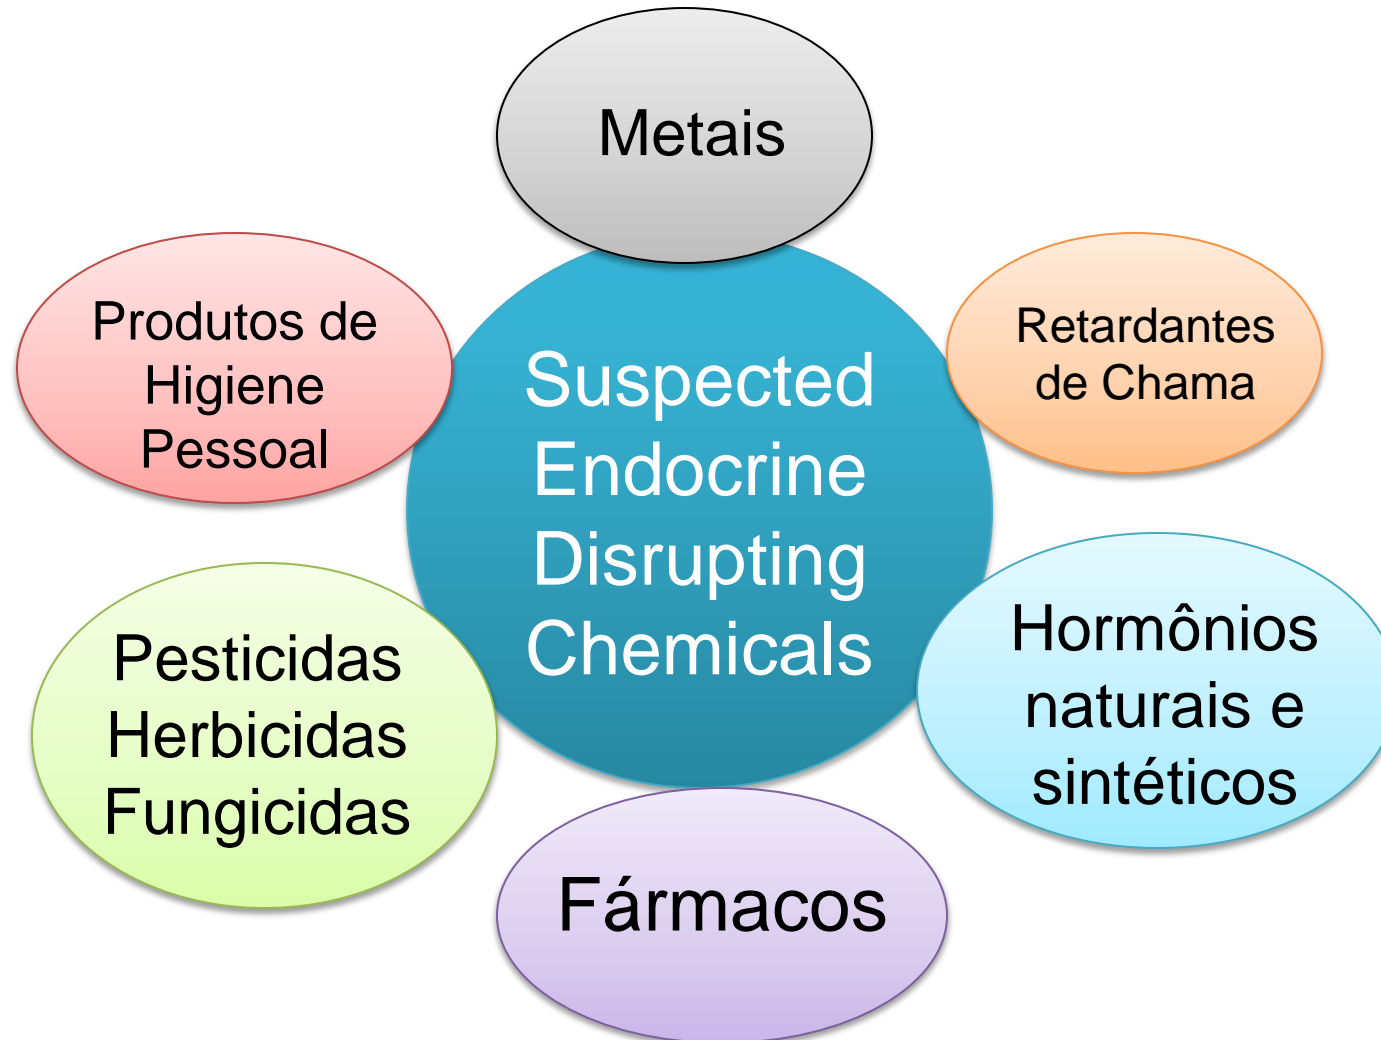 Metais
Produtos de
Higiene
Pessoal
Retardantes
de Chama
Suspected
Endocrine
Disrupting
Chemicals
Pesticidas
Herbicidas
Fungicidas
Hormônios
naturais e
sintéticos
Fármacos